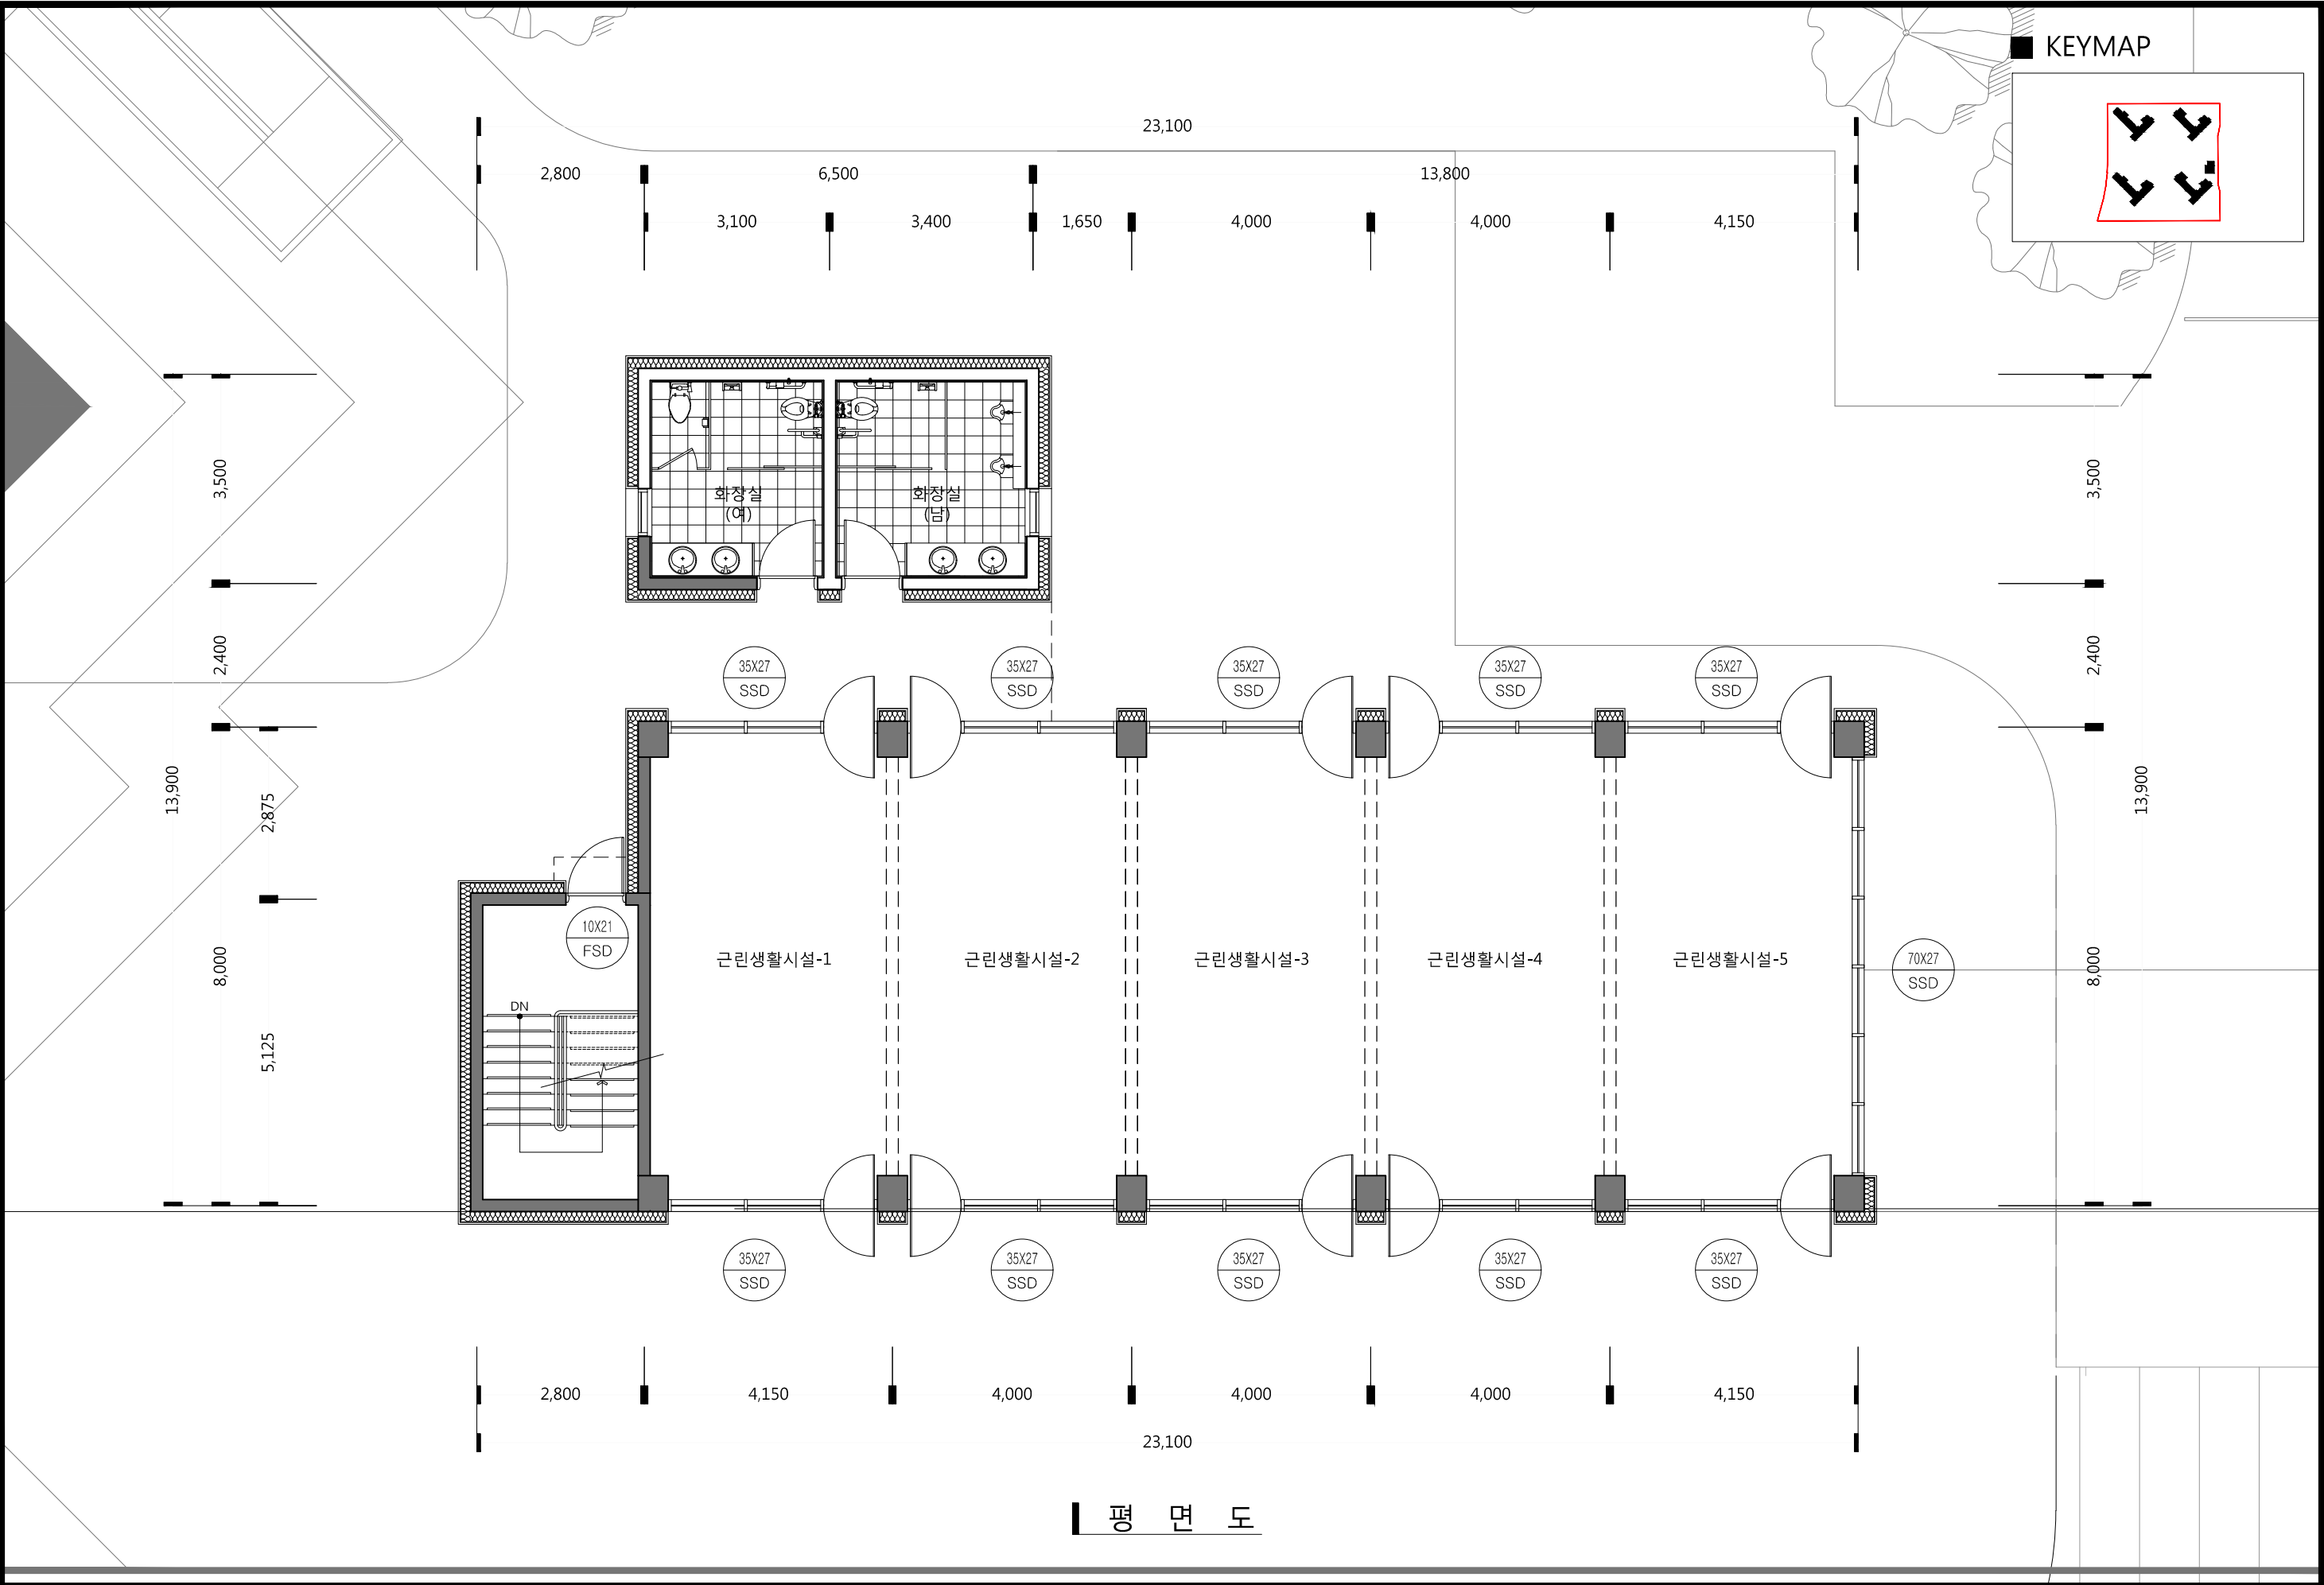 KEYMAP
23,100
2,800 6,500 13,800
3,100 3,400 1,650 4,000 4,000 4,150
3,500
2,400
13,900
2,875
8,000
5,125
3,500
2,400
13,900
8,000
화장실
(여)
화장실
(남)
35X27
SSD
35X27
SSD
35X27
SSD
35X27
SSD
35X27
SSD
10X21
FSD
DN
근린생활시설-1
근린생활시설-2
근린생활시설-3
근린생활시설-4
근린생활시설-5
70X27
SSD
35X27
SSD
35X27
SSD
35X27
SSD
35X27
SSD
35X27
SSD
2,800 4,150 4,000 4,000 4,000 4,150
23,100
평 면 도